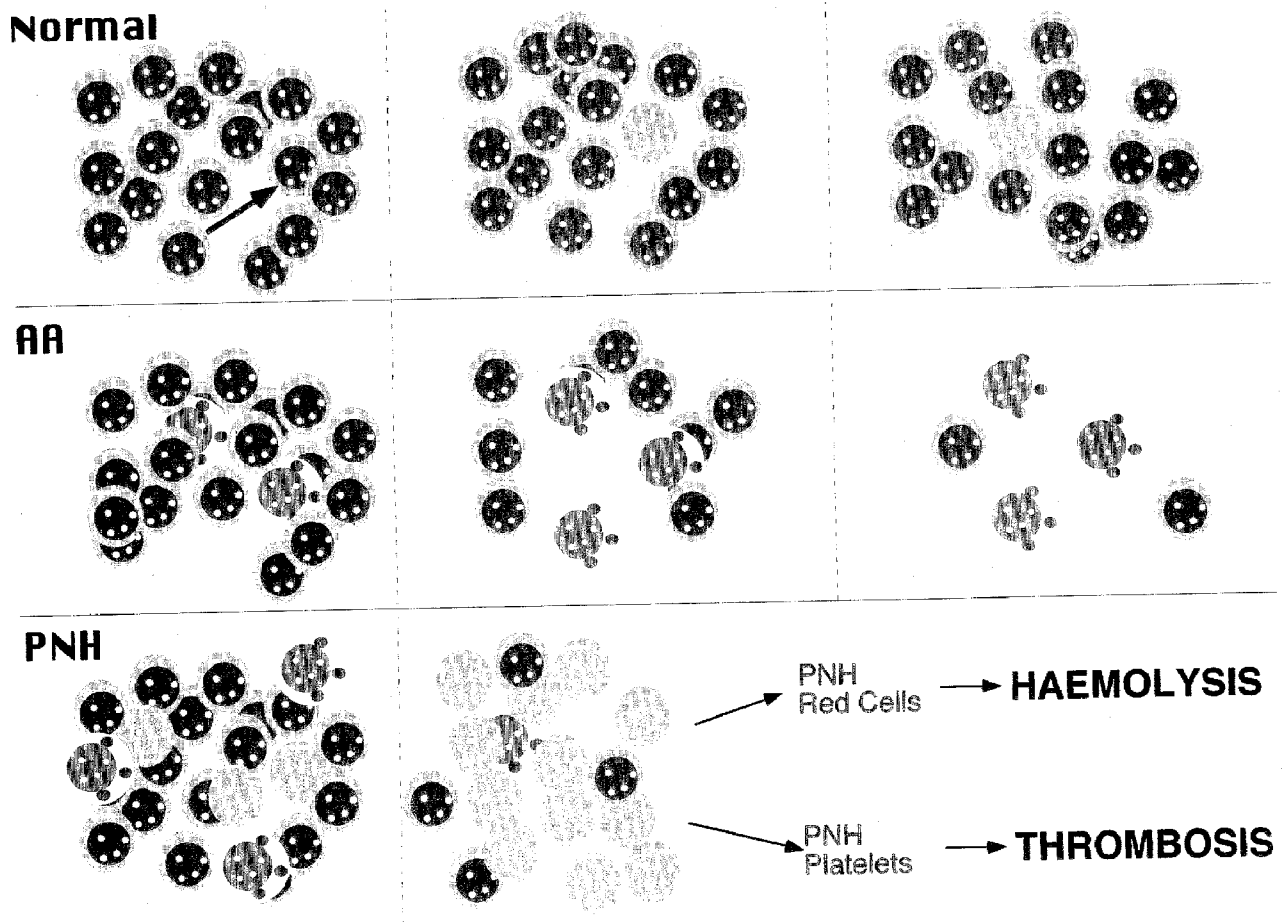 Normal
AA
PNH
PNH
Red Cells
HAEMOLYSIS
PNH
Platelets
THROMBOSIS